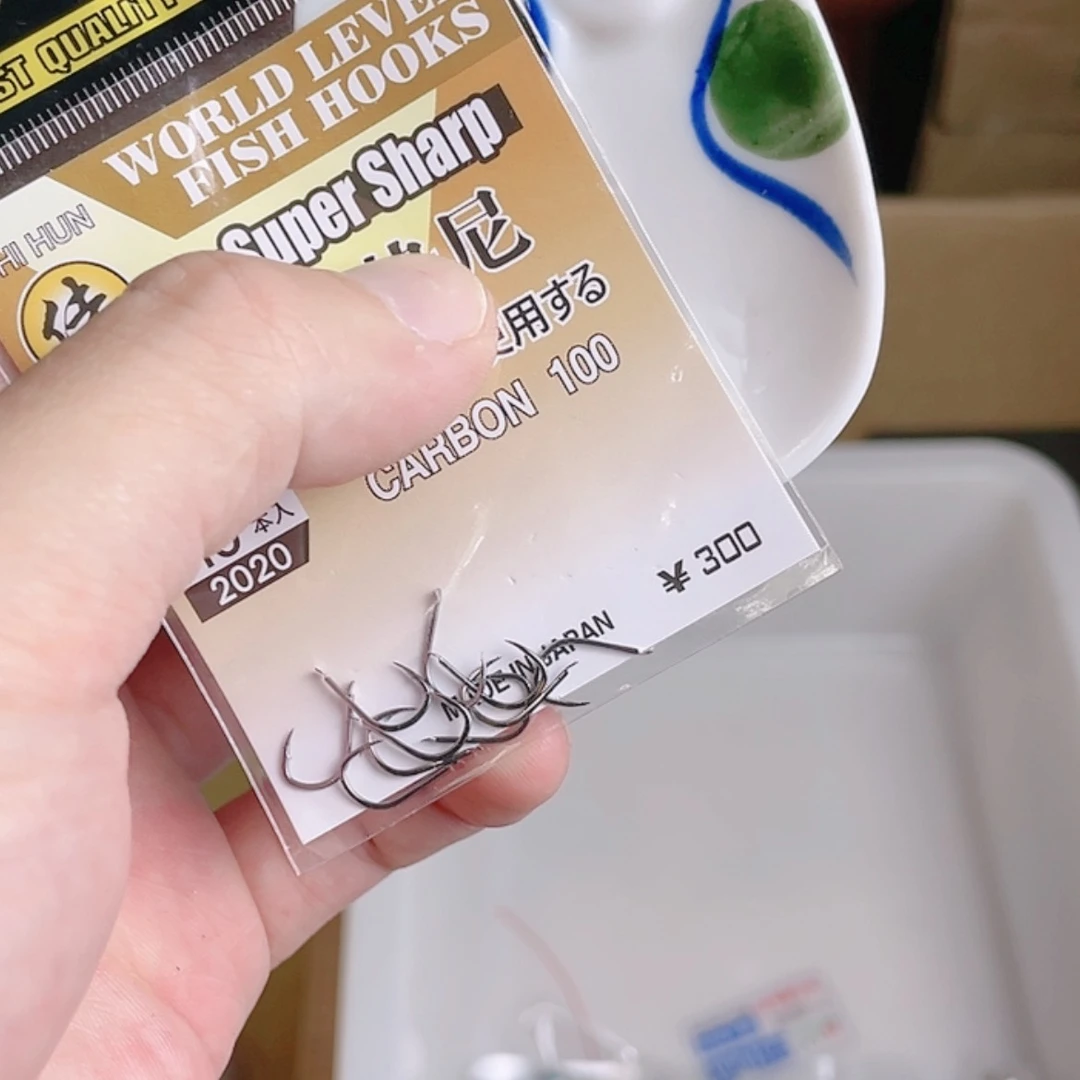 ST QUALITY
WORLD LEVEL
FISH HOOKS
Super Sharp
HI HUN
尼
使用する
CARBON 100
本入
2020
¥ 300
MADE IN JAPAN